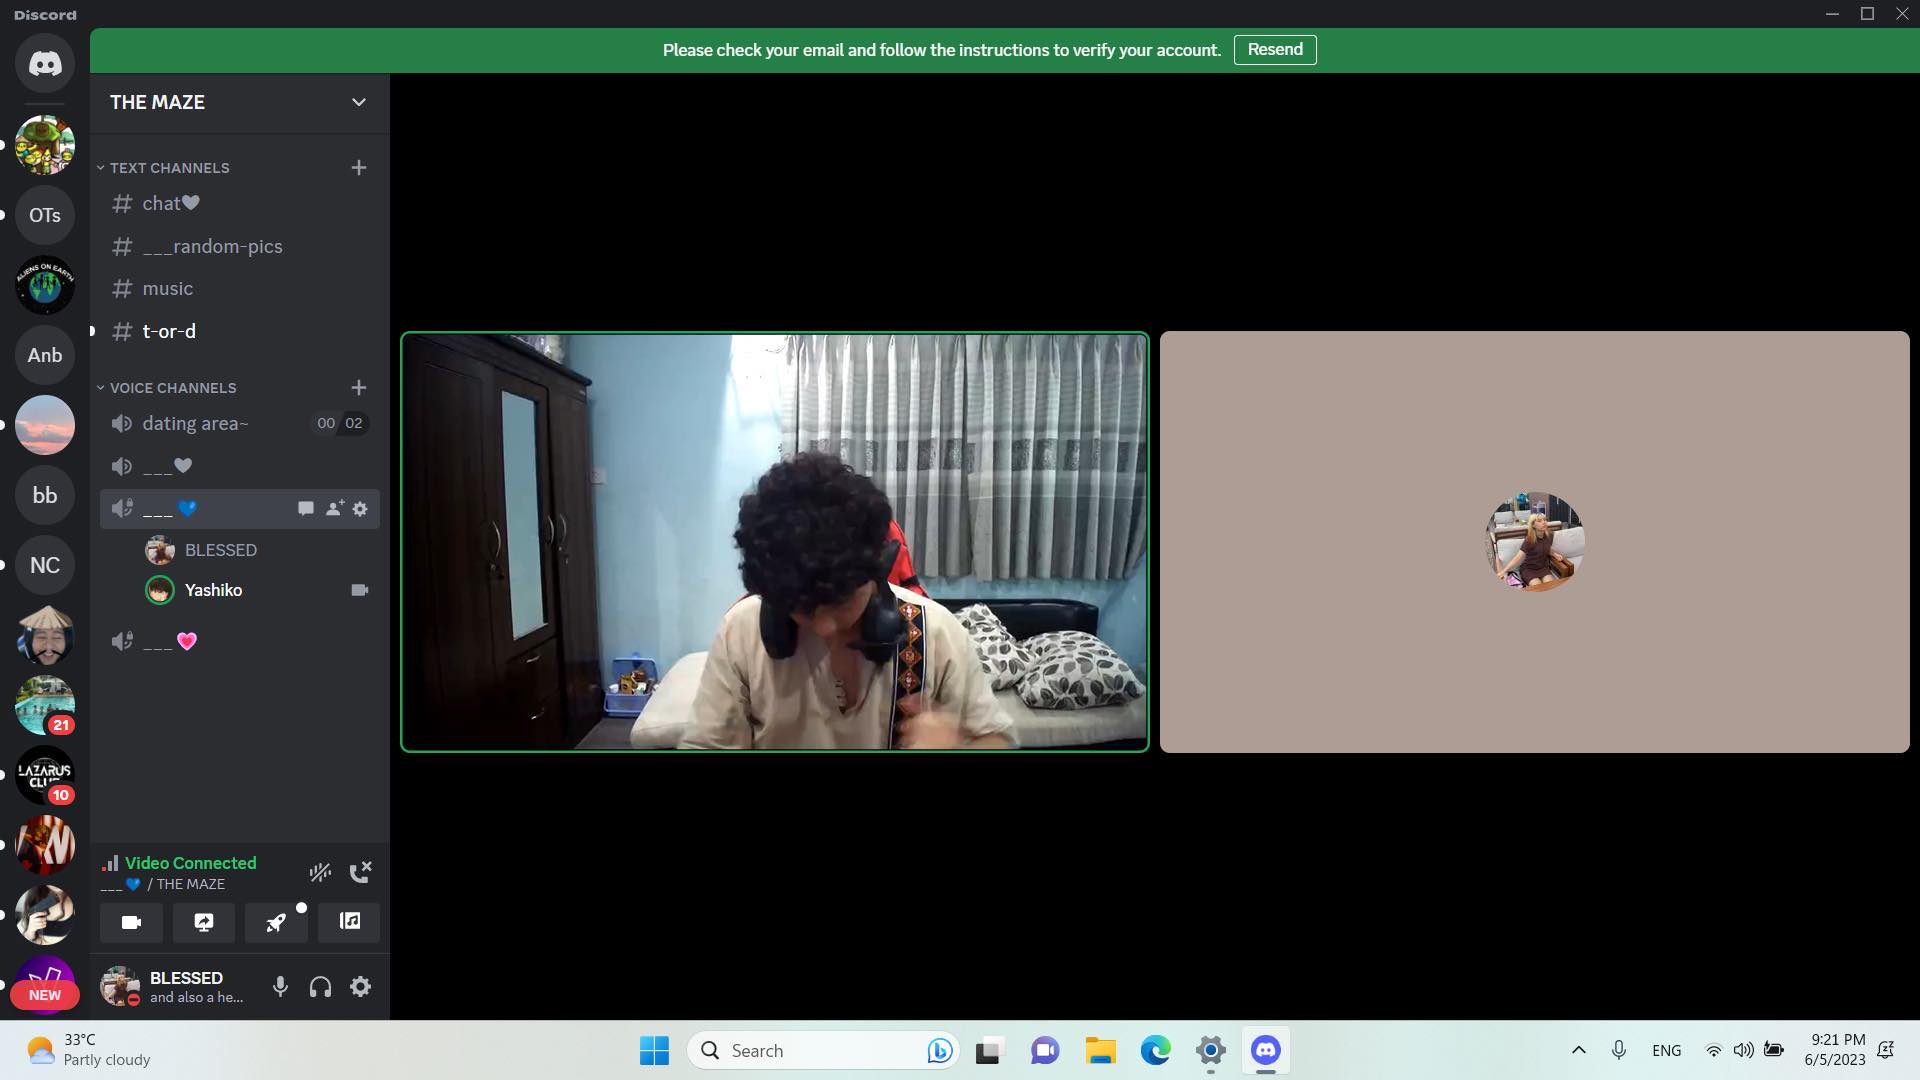 Discord
Please check your email and follow the instructions to verify your account.
Resend
THE MAZE
TEXT CHANNELS
chat🖤
___random-pics
music
t-or-d
VOICE CHANNELS
dating area~
00 02
___🖤
___💙
BLESSED
Yashiko
___💗
OTs
ALIENS ON EARTH
Anb
bb
NC
21
LAZARUS
10
NEW
Video Connected
___💙 / THE MAZE
BLESSED
and also a he...
33°C
Partly cloudy
Search
ENG
9:21 PM
6/5/2023